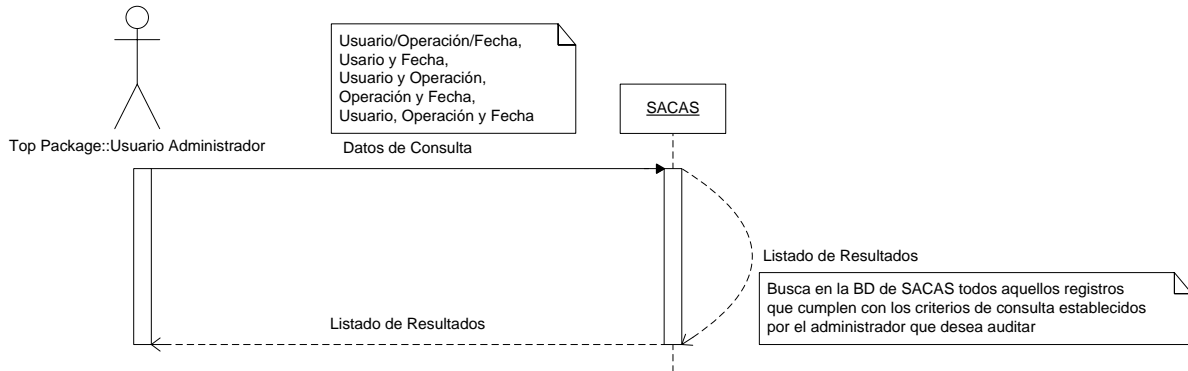 Usuario/Operación/Fecha,
Usario y Fecha,
Usuario y Operación,
Operación y Fecha,
Usuario, Operación y Fecha
SACAS
Top Package::Usuario Administrador
Datos de Consulta
Listado de Resultados
Busca en la BD de SACAS todos aquellos registros
que cumplen con los criterios de consulta establecidos
por el administrador que desea auditar
Listado de Resultados